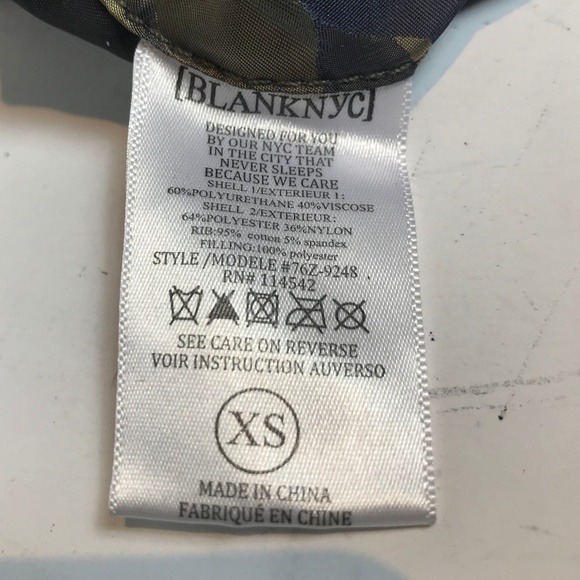 [BLANKNYC]
DESIGNED FOR YOU
BY OUR NYC TEAM
IN THE CITY THAT
NEVER SLEEPS
BECAUSE WE CARE
SHELL 1/EXTERIEUR 1:
60%POLYURETHANE 40%VISCOSE
SHELL 2/EXTERIEUR:
64%POLYESTER 36%NYLON
RIB:95% cotton 5% spandex
FILLING:100% polyester
STYLE /MODELE #76Z-9248
RN# 114542
SEE CARE ON REVERSE
VOIR INSTRUCTION AUVERSO
XS
MADE IN CHINA
FABRIQUÉ EN CHINE